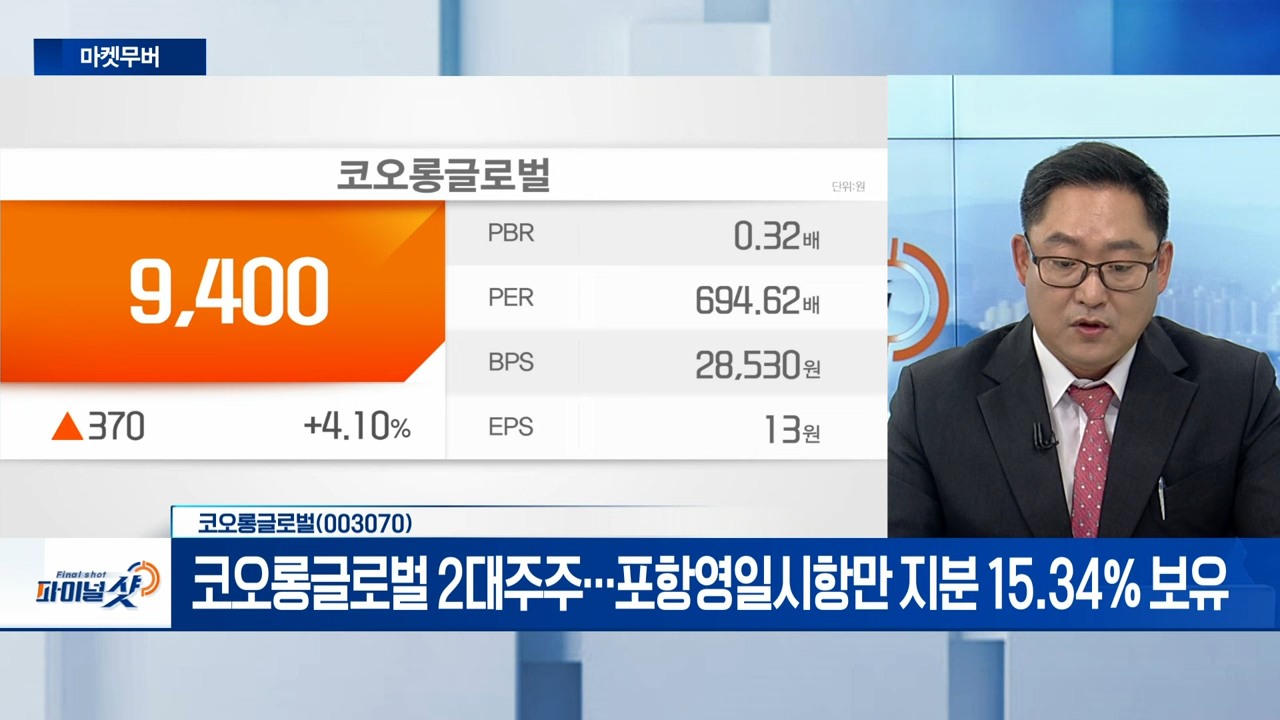 마켓무버
코오롱글로벌
단위:원
9,400
▲370 +4.10%
PBR 0.32배
PER 694.62배
BPS 28,530원
EPS 13원
코오롱글로벌(003070)
Final shot
파이널샷
코오롱글로벌 2대주주…포항영일시항만 지분 15.34% 보유